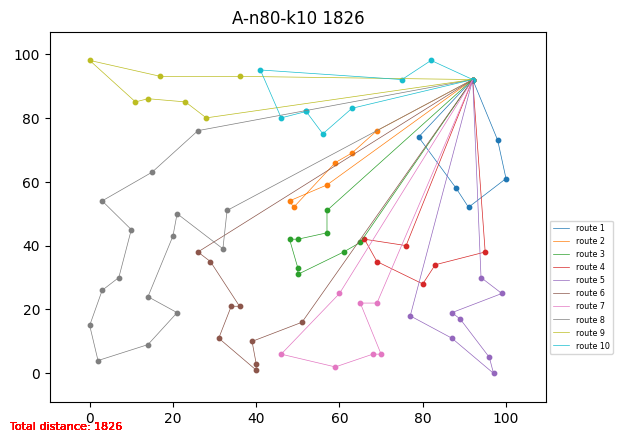 A-n80-k10 1826
100
80
60
40
20
0
0
20
40
60
80
100
route 1
route 2
route 3
route 4
route 5
route 6
route 7
route 8
route 9
route 10
Total distance: 1826